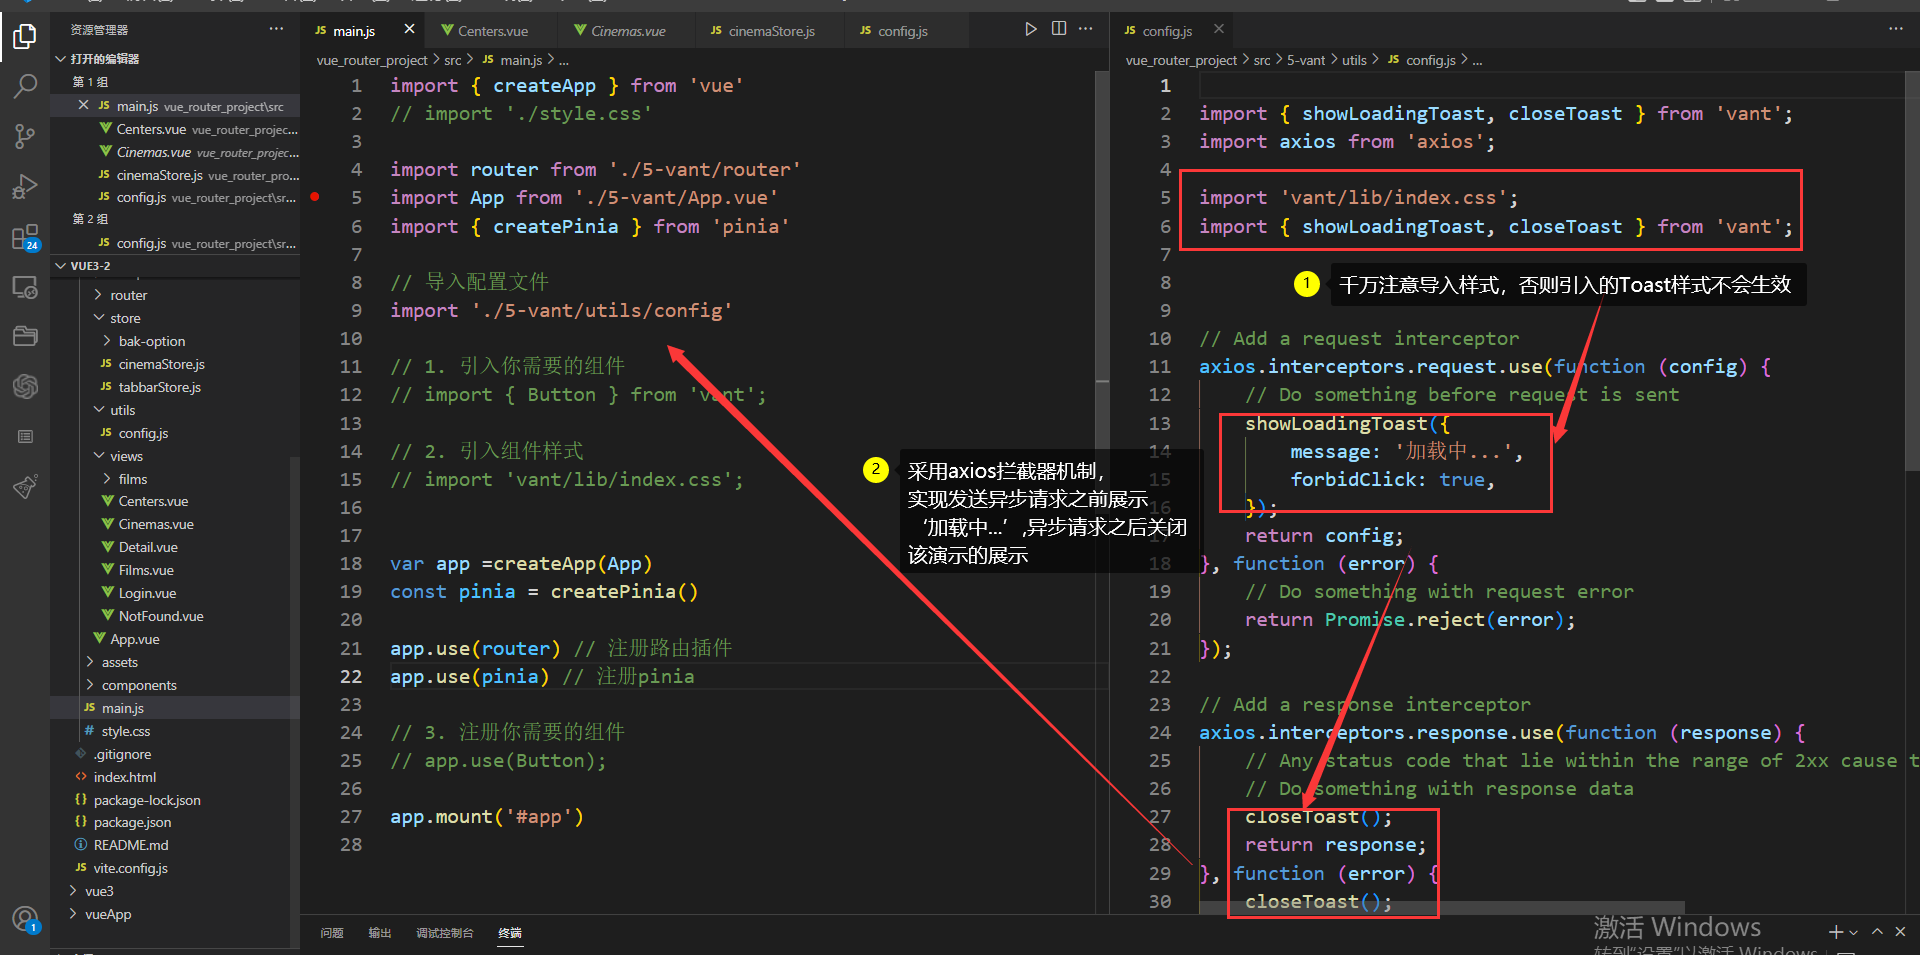 资源管理器
打开的编辑器
第 1 组
main.js vue_router_project\src
Centers.vue vue_router_projec...
Cinemas.vue vue_router_projec...
cinemaStore.js vue_router_pro...
config.js vue_router_project\sr...
第 2 组
config.js vue_router_project\sr...
VUE3-2
router
store
bak-option
cinemaStore.js
tabbarStore.js
utils
config.js
views
films
Centers.vue
Cinemas.vue
Detail.vue
Films.vue
Login.vue
NotFound.vue
App.vue
assets
components
main.js
style.css
.gitignore
index.html
package-lock.json
package.json
README.md
vite.config.js
vue3
vueApp
24
1
main.js
Centers.vue
Cinemas.vue
cinemaStore.js
config.js
vue_router_project > src > JS main.js > ...
1 import { createApp } from 'vue'
2 // import './style.css'
3
4 import router from './5-vant/router'
5 import App from './5-vant/App.vue'
6 import { createPinia } from 'pinia'
7
8 // 导入配置文件
9 import './5-vant/utils/config'
10
11 // 1. 引入你需要的组件
12 // import { Button } from 'vant';
13
14 // 2. 引入组件样式
15 // import 'vant/lib/index.css';
16
17
18 var app =createApp(App)
19 const pinia = createPinia()
20
21 app.use(router) // 注册路由插件
22 app.use(pinia) // 注册pinia
23
24 // 3. 注册你需要的组件
25 // app.use(Button);
26
27 app.mount('#app')
28
config.js
vue_router_project > src > 5-vant > utils > JS config.js > ...
1
2 import { showLoadingToast, closeToast } from 'vant';
3 import axios from 'axios';
4
5 import 'vant/lib/index.css';
6 import { showLoadingToast, closeToast } from 'vant';
7
8
9
10 // Add a request interceptor
11 axios.interceptors.request.use(function (config) {
12 // Do something before request is sent
13 showLoadingToast({
14 message: '加载中...',
15 forbidClick: true,
16 });
17 return config;
18 }, function (error) {
19 // Do something with request error
20 return Promise.reject(error);
21 });
22
23 // Add a response interceptor
24 axios.interceptors.response.use(function (response) {
25 // Any status code that lie within the range of 2xx cause t
26 // Do something with response data
27 closeToast();
28 return response;
29 }, function (error) {
30 closeToast();
1 千万注意导入样式，否则引入的Toast样式不会生效
2 采用axios拦截器机制，
实现发送异步请求之前展示
‘加载中...’,异步请求之后关闭
该演示的展示
问题 输出 调试控制台 终端
激活 Windows
转到“设置”以激活 Windows